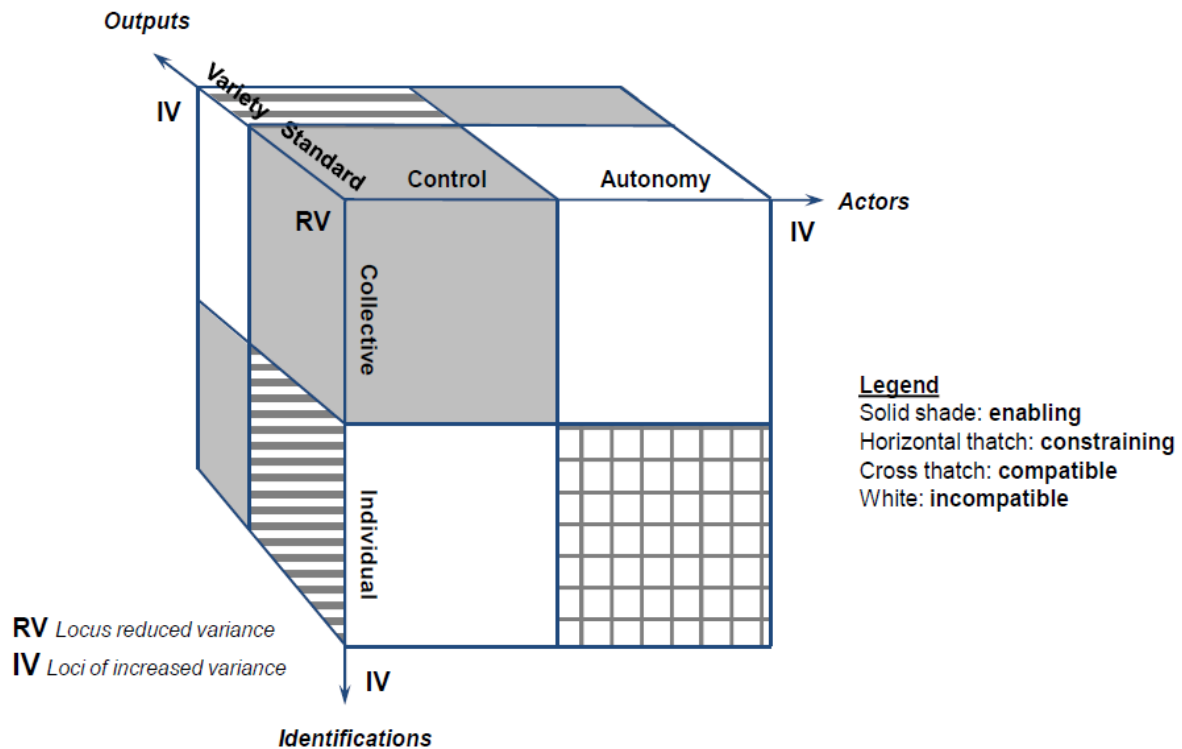 Outputs
IV
Variety Standard
Control
Autonomy
Actors
RV
IV
Collective
Individual
Legend
Solid shade: enabling
Horizontal thatch: constraining
Cross thatch: compatible
White: incompatible
RV Locus reduced variance
IV Loci of increased variance
IV
Identifications